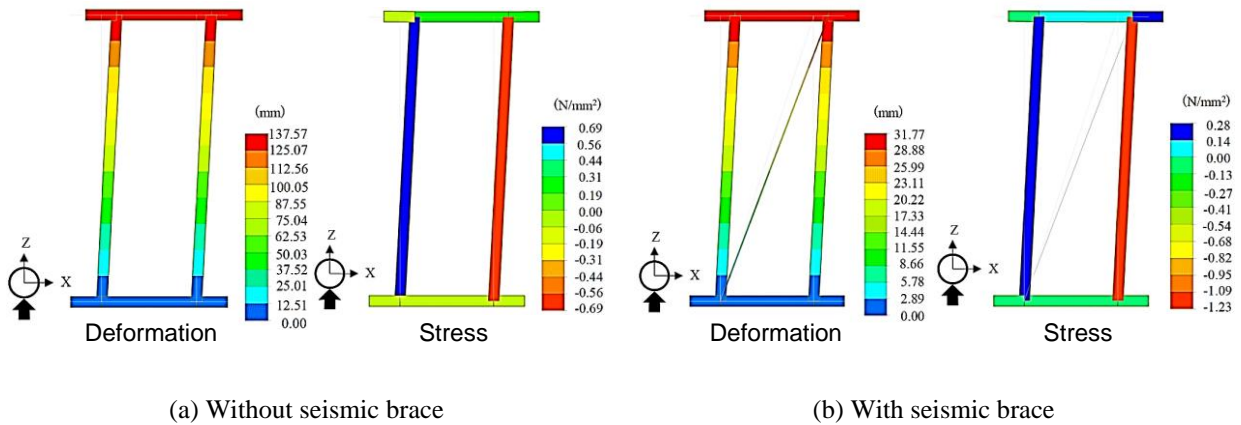 (mm)
137.57
125.07
112.56
100.05
87.55
75.04
62.53
50.03
37.52
25.01
12.51
0.00
Z
X
Deformation
(N/mm²)
0.69
0.56
0.44
0.31
0.19
0.00
-0.06
-0.19
-0.31
-0.44
-0.56
-0.69
Z
X
Stress
(a) Without seismic brace
(mm)
31.77
28.88
25.99
23.11
20.22
17.33
14.44
11.55
8.66
5.78
2.89
0.00
Z
X
Deformation
(N/mm²)
0.28
0.14
0.00
-0.13
-0.27
-0.41
-0.54
-0.68
-0.82
-0.95
-1.09
-1.23
Z
X
Stress
(b) With seismic brace